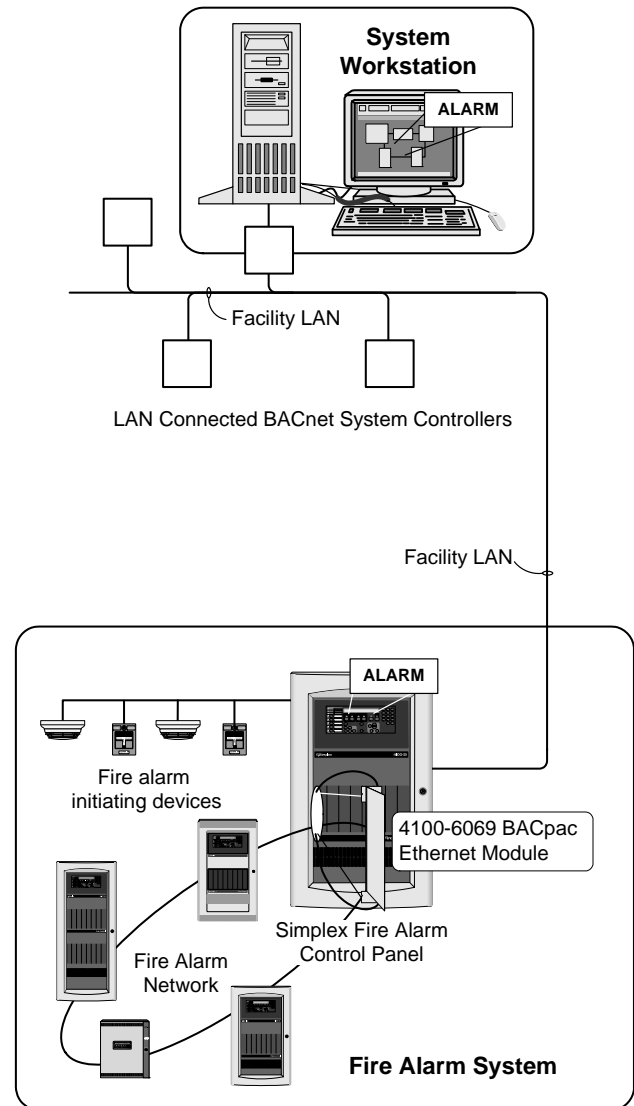 System
Workstation
ALARM
Facility LAN
LAN Connected BACnet System Controllers
Facility LAN
ALARM
Fire alarm
initiating devices
4100-6069 BACpac
Ethernet Module
Simplex Fire Alarm
Control Panel
Fire Alarm
Network
Fire Alarm System